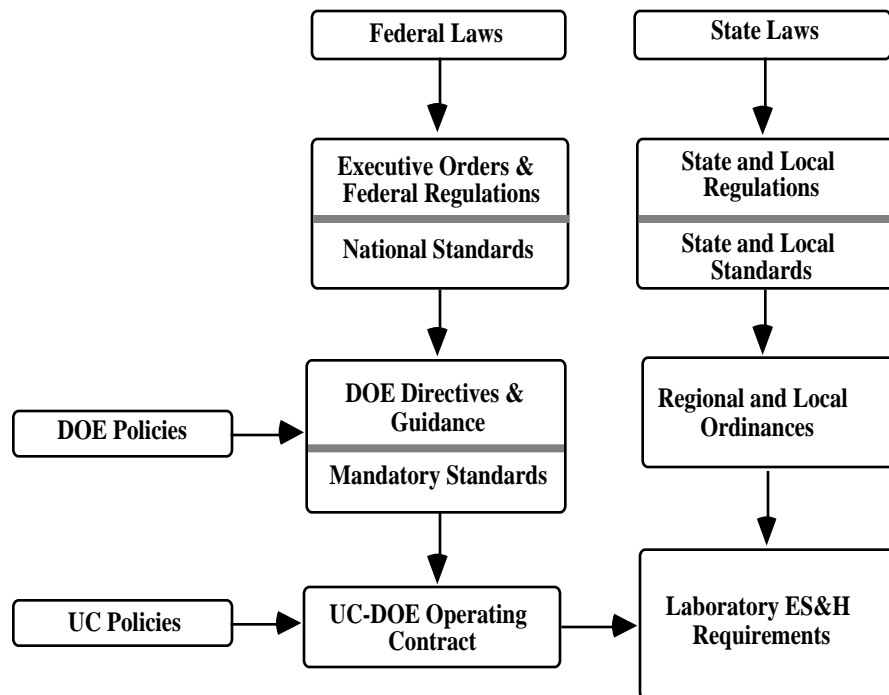 Federal Laws
State Laws
Executive Orders &
Federal Regulations
National Standards
State and Local
Regulations
State and Local
Standards
DOE Policies
DOE Directives &
Guidance
Mandatory Standards
Regional and Local
Ordinances
UC Policies
UC-DOE Operating
Contract
Laboratory ES&H
Requirements